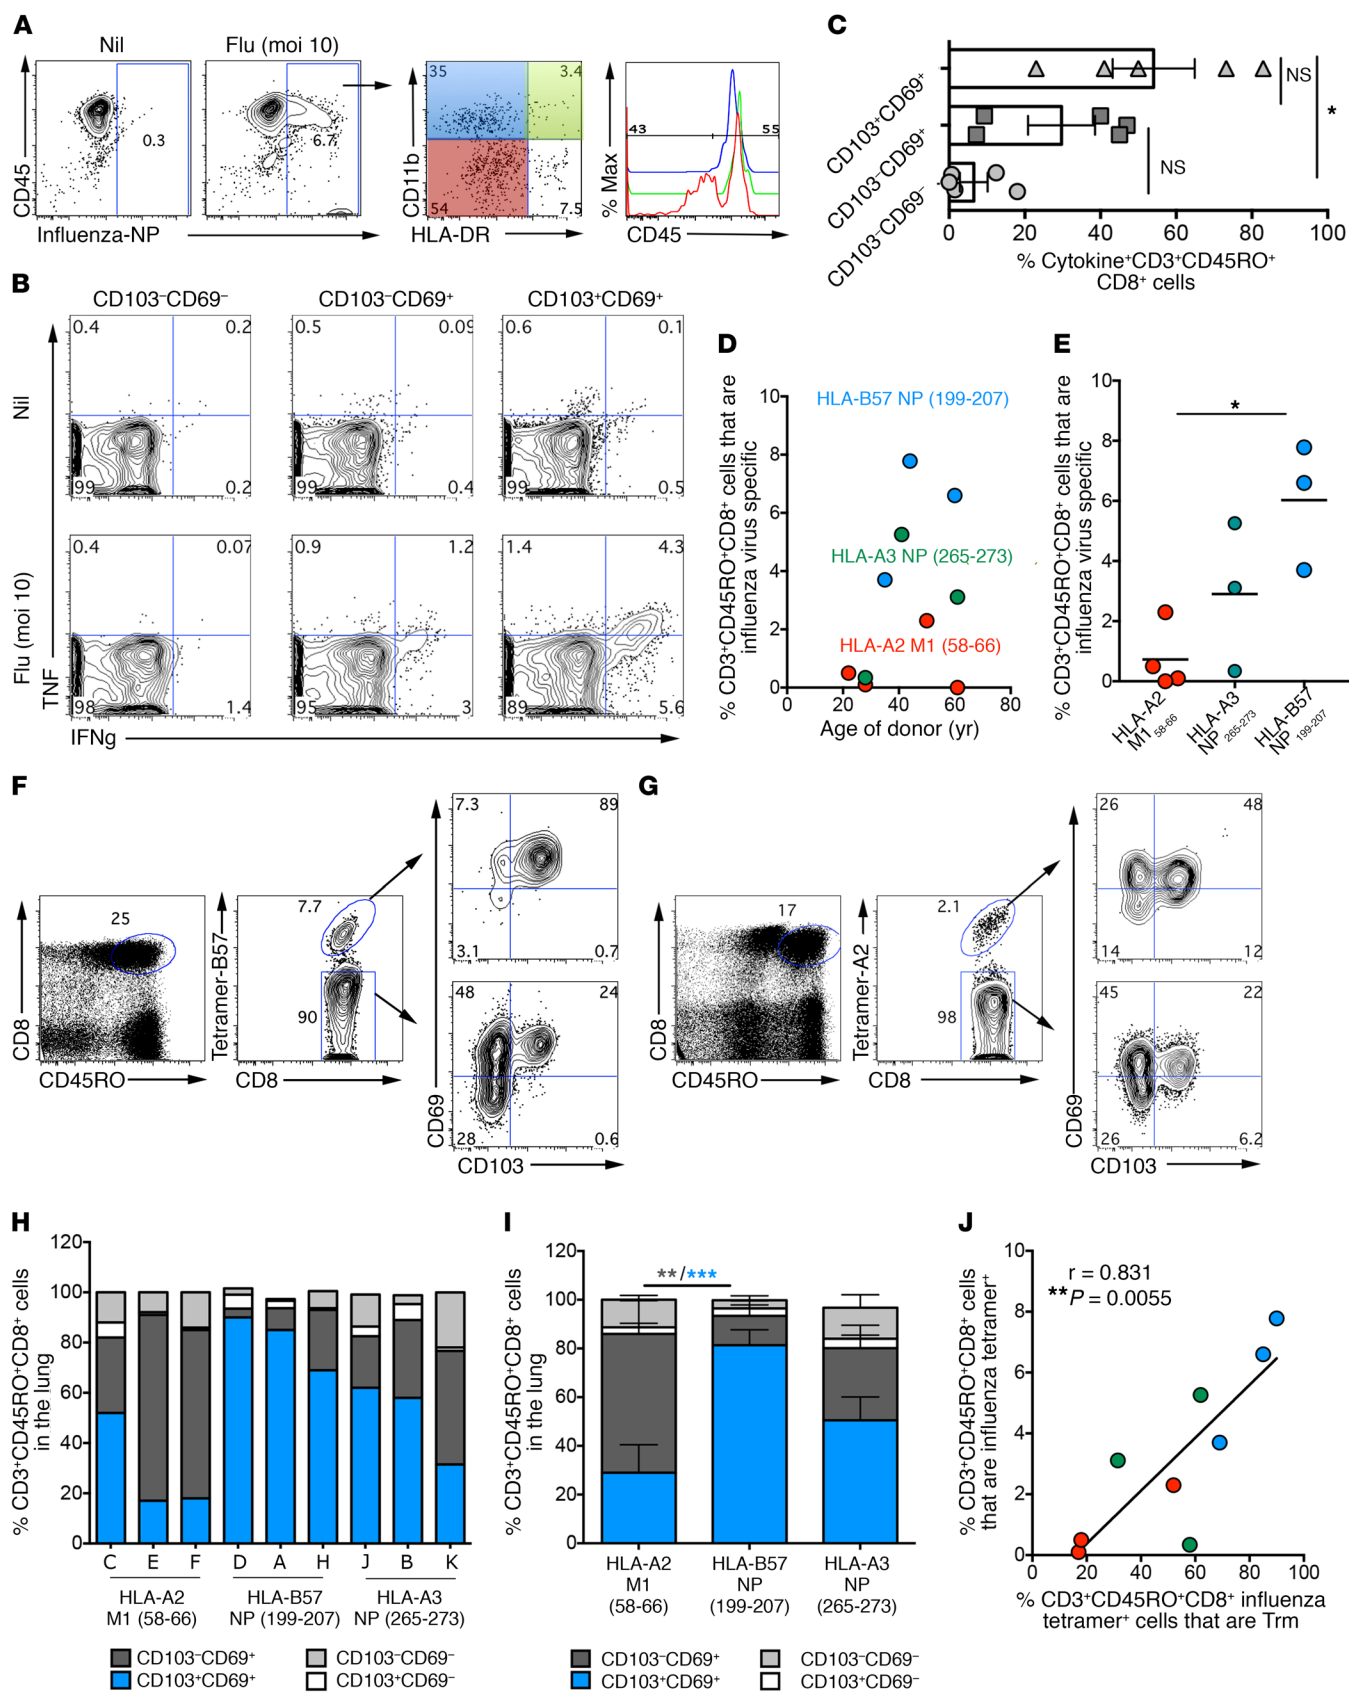 A
Nil
Flu (moi 10)
CD45
0.3
6.7
Influenza-NP
35
3.4
54
7.5
CD11b
HLA-DR
43
55
% Max
CD45
C
CD103⁺CD69⁺
CD103⁻CD69⁺
CD103⁻CD69⁻
NS
*
NS
0 20 40 60 80 100
% Cytokine⁺CD3⁺CD45RO⁺
CD8⁺ cells
B
CD103⁻CD69⁻
CD103⁻CD69⁺
CD103⁺CD69⁺
Nil
0.4 0.2
99 0.2
0.5 0.09
99 0.4
0.6 0.1
99 0.5
Flu (moi 10)
TNF
0.4 0.07
98 1.4
0.9 1.2
95 3
1.4 4.3
89 5.6
IFNg
D
% CD3⁺CD45RO⁺CD8⁺ cells that are
influenza virus specific
10
8
6
4
2
0
HLA-B57 NP (199-207)
HLA-A3 NP (265-273)
HLA-A2 M1 (58-66)
0 20 40 60 80
Age of donor (yr)
E
% CD3⁺CD45RO⁺CD8⁺ cells that are
influenza virus specific
10
8
6
4
2
0
*
HLA-A2
M1 58-66
HLA-A3
NP 265-273
HLA-B57
NP 199-207
F
25
CD8
CD45RO
7.7
90
Tetramer-B57
CD8
7.3 89
3.1 0.7
48 24
28 0.6
CD69
CD103
G
17
CD8
CD45RO
2.1
98
Tetramer-A2
CD8
26 48
14 12
45 22
26 6.2
CD69
CD103
H
% CD3⁺CD45RO⁺CD8⁺ cells
in the lung
120
100
80
60
40
20
0
C E F D A H J B K
HLA-A2
M1 (58-66)
HLA-B57
NP (199-207)
HLA-A3
NP (265-273)
CD103⁻CD69⁺
CD103⁻CD69⁻
CD103⁺CD69⁺
CD103⁺CD69⁻
I
% CD3⁺CD45RO⁺CD8⁺ cells
in the lung
120
100
80
60
40
20
0
**/***
HLA-A2
M1
(58-66)
HLA-B57
NP
(199-207)
HLA-A3
NP
(265-273)
CD103⁻CD69⁺
CD103⁻CD69⁻
CD103⁺CD69⁺
CD103⁺CD69⁻
J
% CD3⁺CD45RO⁺CD8⁺ cells
that are influenza tetramer⁺
10
8
6
4
2
0
r = 0.831
**P = 0.0055
0 20 40 60 80 100
% CD3⁺CD45RO⁺CD8⁺ influenza
tetramer⁺ cells that are Trm